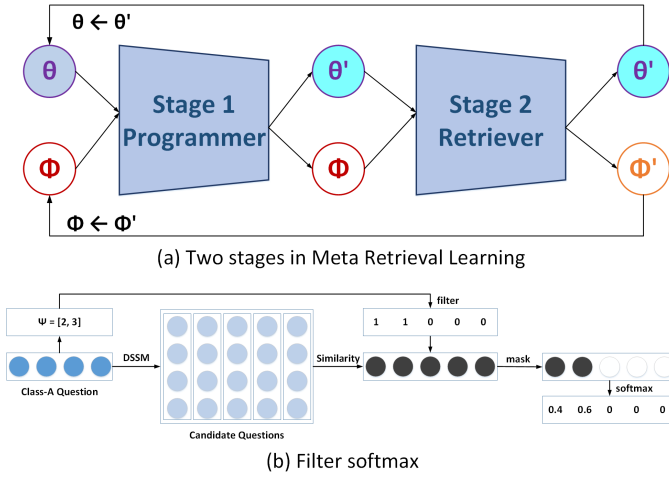 θ ← θ'
θ
Stage 1
Programmer
θ'
Stage 2
Retriever
θ'
Φ
Φ
Φ'
Φ ← Φ'
(a) Two stages in Meta Retrieval Learning
filter
Ψ = [2, 3]
1 1 0 0 0
DSSM
Similarity
mask
Class-A Question
softmax
0.4 0.6 0 0 0
Candidate Questions
(b) Filter softmax